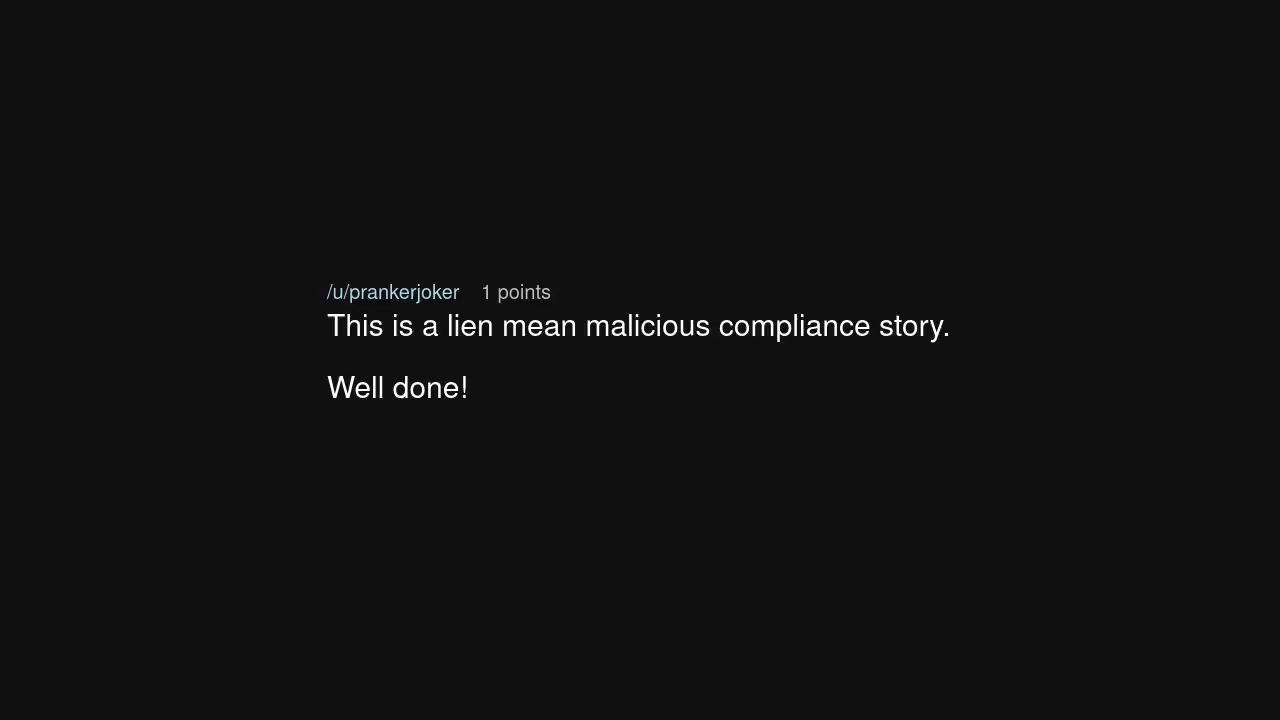 /u/prankerjoker 1 points
This is a lien mean malicious compliance story.
Well done!